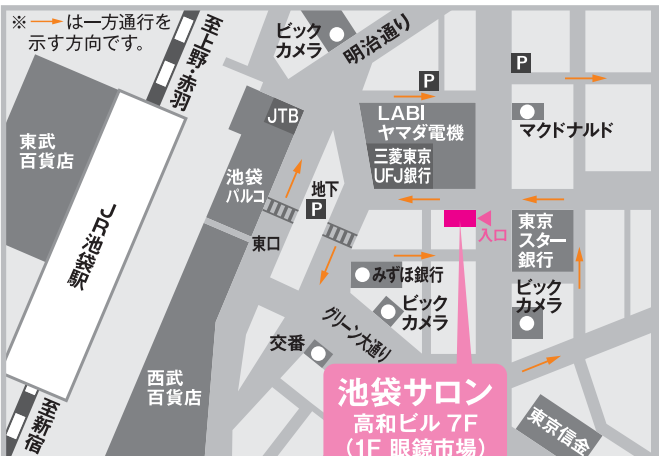 ※→は一方通行を
示す方向です。
至上野・赤羽
ビック
カメラ
明治通り
P
P
JTB
LABI
ヤマダ電機
マクドナルド
東武
百貨店
三菱東京
UFJ銀行
池袋
パルコ
地下
P
JR池袋駅
東口
入口
東京
スター
銀行
みずほ銀行
ビック
カメラ
ビック
カメラ
グリーン大通り
交番
西武
百貨店
池袋サロン
高和ビル 7F
(1F 眼鏡市場)
東京信金
至新宿